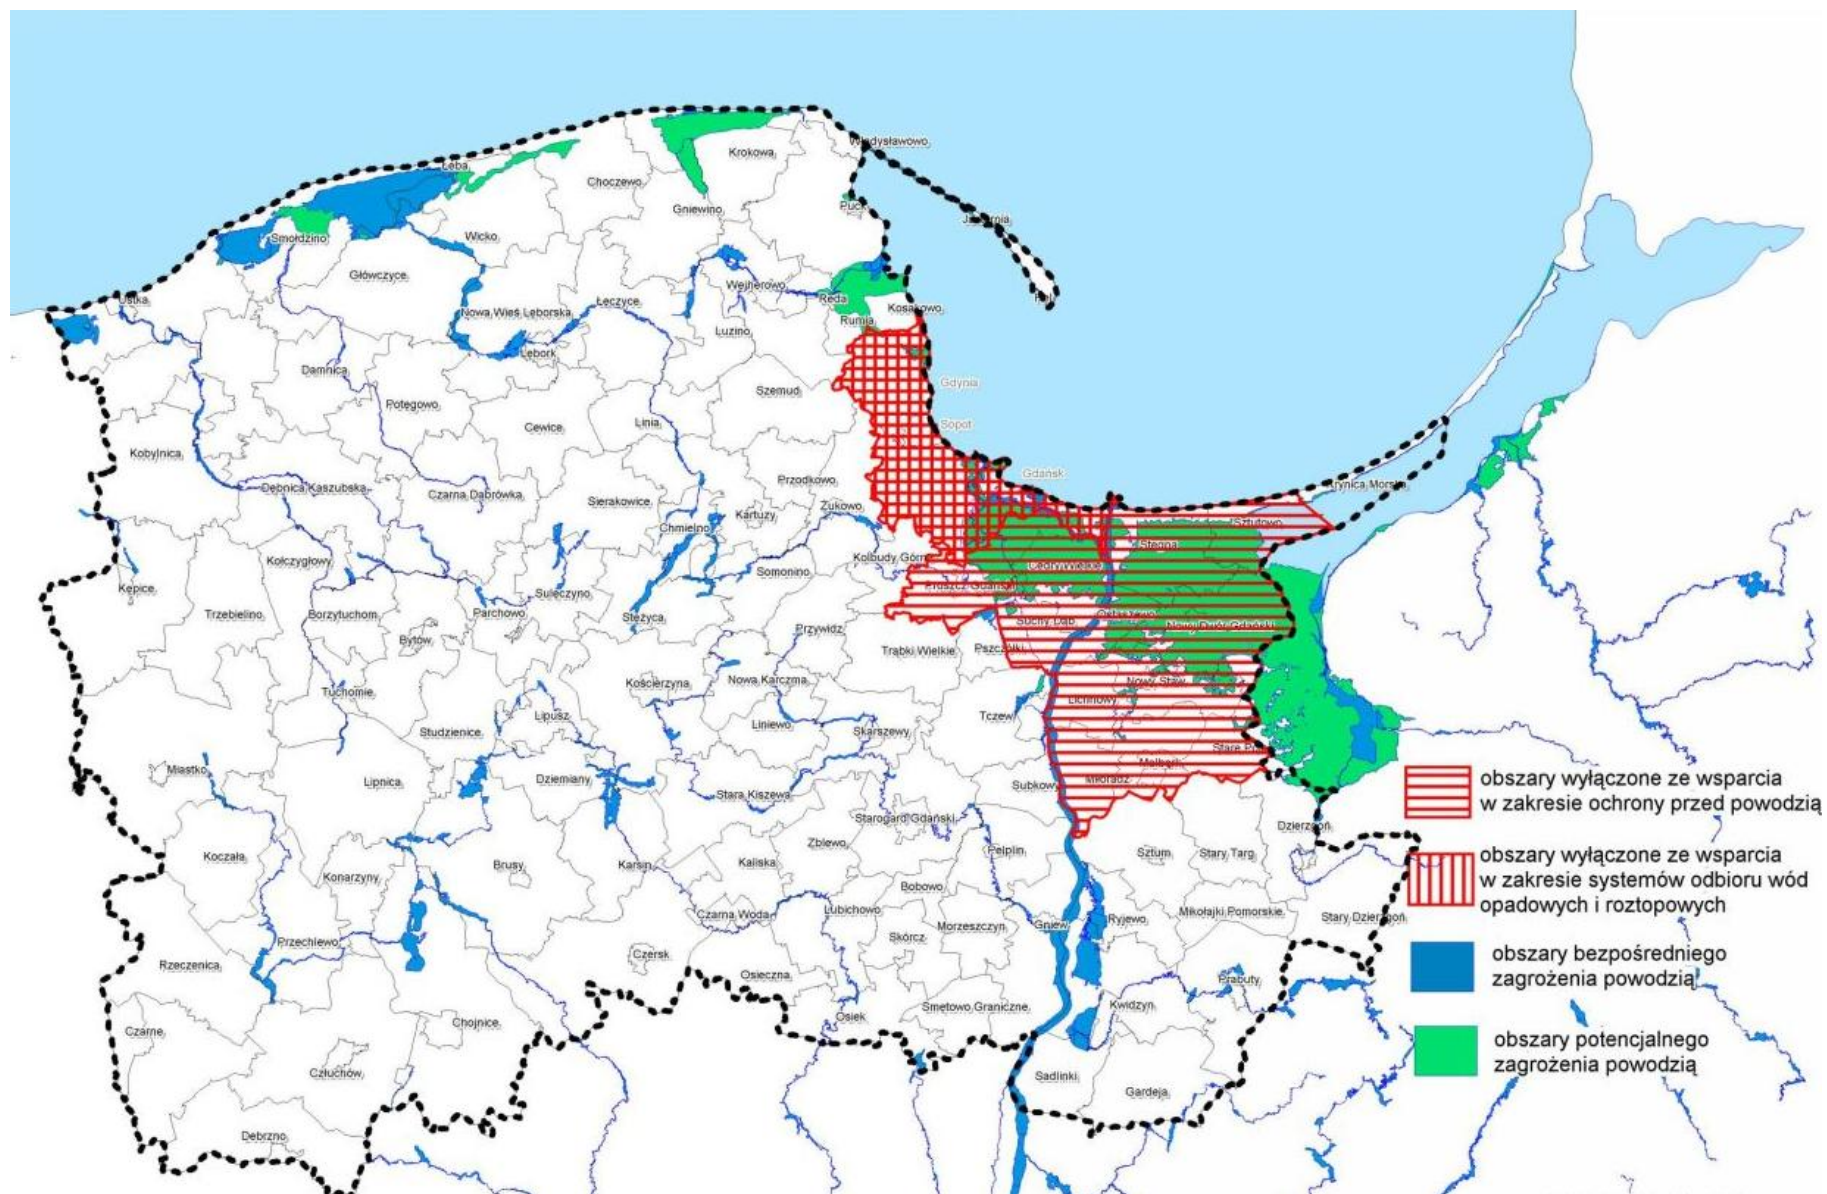 Władysławowo
Krokowa
Łeba
Choczewo
Gniewino
Puck
Jastarnia
Smołdzino
Wicko
Główczyce
Wejherowo
Reda
Hel
Ustka
Nowa Wieś Lęborska
Łęczyce
Kosakowo
Rumia
Luzino
Lębork
Damnica
Gdynia
Szemud
Potęgowo
Cewice
Linia
Sopot
Kobylnica
Gdańsk
Dębnica Kaszubska
Czarna Dąbrówka
Sierakowice
Przodkowo
Krynica Morska
Żukowo
Kartuzy
Chmielno
Sztutowo
Stegna
Kolbudy Górne
Cedry Wielkie
Kołczygłowy
Somonino
Kępice
Pruszcz Gdański
Sulęczyno
Trzebielino
Borzytuchom
Parchowo
Stężyca
Ostaszewo
Suchy Dąb
Przywidz
Nowy Dwór Gdański
Bytów
Trąbki Wielkie
Pszczółki
Kościerzyna
Nowa Karczma
Nowy Staw
Tuchomie
Lichnowy
Lipusz
Tczew
Studzienice
Liniewo
Skarszewy
Stare Pole
Miastko
Lipnica
Dziemiany
Malbork
Miłoradz
Subkowy
Stara Kiszewa
Starogard Gdański
Dzierzgoń
Zblewo
Pelplin
Sztum
Stary Targ
Koczała
Brusy
Karsin
Kaliska
Konarzyny
Bobowo
Czarna Woda
Lubichowo
Morzeszczyn
Gniew
Ryjewo
Mikołajki Pomorskie
Stary Dzierzgoń
Skórcz
Przechlewo
Czersk
Rzeczenica
Osieczna
Prabuty
Smętowo Graniczne
Kwidzyn
Osiek
Czarne
Chojnice
Człuchów
Sadlinki
Gardeja
Debrzno
obszary wyłączone ze wsparcia
w zakresie ochrony przed powodzią
obszary wyłączone ze wsparcia
w zakresie systemów odbioru wód
opadowych i roztopowych
obszary bezpośredniego
zagrożenia powodzią
obszary potencjalnego
zagrożenia powodzią